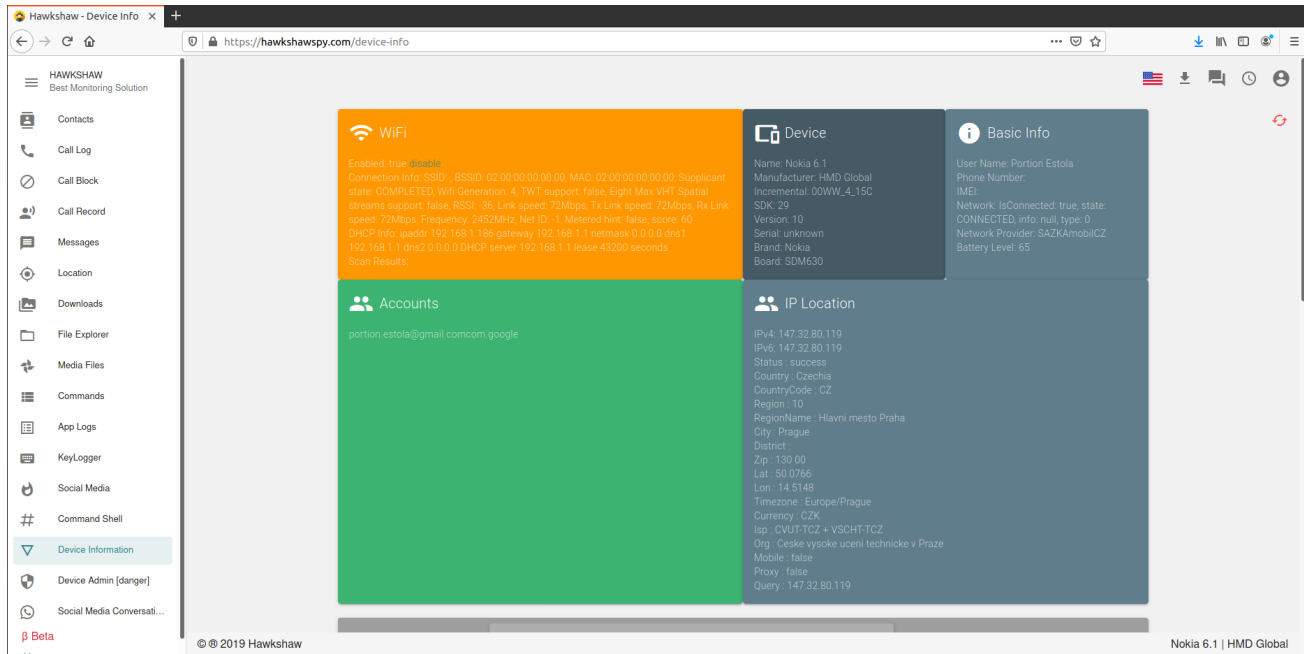 Hawkshaw - Device Info
https://hawkshawspy.com/device-info
HAWKSHAW
Best Monitoring Solution
Contacts
Call Log
Call Block
Call Record
Messages
Location
Downloads
File Explorer
Media Files
Commands
App Logs
KeyLogger
Social Media
Command Shell
Device Information
Device Admin [danger]
Social Media Conversati...
β Beta
WiFi
Enabled: true disable
Connection Info: SSID: , BSSID: 02:00:00:00:00:00, MAC: 02:00:00:00:00:00, Supplicant
state: COMPLETED, Wifi Generation: 4, TWT support: false, Eight Max VHT Spatial
streams support: false, RSSI: -36, Link speed: 72Mbps, Tx Link speed: 72Mbps, Rx Link
speed: 72Mbps, Frequency: 2452MHz, Net ID: -1, Metered hint: false, score: 60
DHCP Info: ipaddr 192.168.1.186 gateway 192.168.1.1 netmask 0.0.0.0 dns1
192.168.1.1 dns2 0.0.0.0 DHCP server 192.168.1.1 lease 43200 seconds
Scan Results:
Device
Name: Nokia 6.1
Manufacturer: HMD Global
Incremental: 00WW_4_15C
SDK: 29
Version: 10
Serial: unknown
Brand: Nokia
Board: SDM630
Basic Info
User Name: Portion Estola
Phone Number:
IMEI:
Network: IsConnected: true, state:
CONNECTED, info: null, type: 0
Network Provider: SAZKAmobilCZ
Battery Level: 65
Accounts
portion.estola@gmail.comcom.google
IP Location
IPv4: 147.32.80.119
IPv6: 147.32.80.119
Status : success
Country : Czechia
CountryCode : CZ
Region : 10
RegionName : Hlavni mesto Praha
City : Prague
District :
Zip : 130 00
Lat : 50.0766
Lon : 14.5148
Timezone : Europe/Prague
Currency : CZK
Isp : CVUT-TCZ + VSCHT-TCZ
Org : Ceske vysoke uceni technicke v Praze
Mobile : false
Proxy : false
Query : 147.32.80.119
© ® 2019 Hawkshaw
Nokia 6.1 | HMD Global